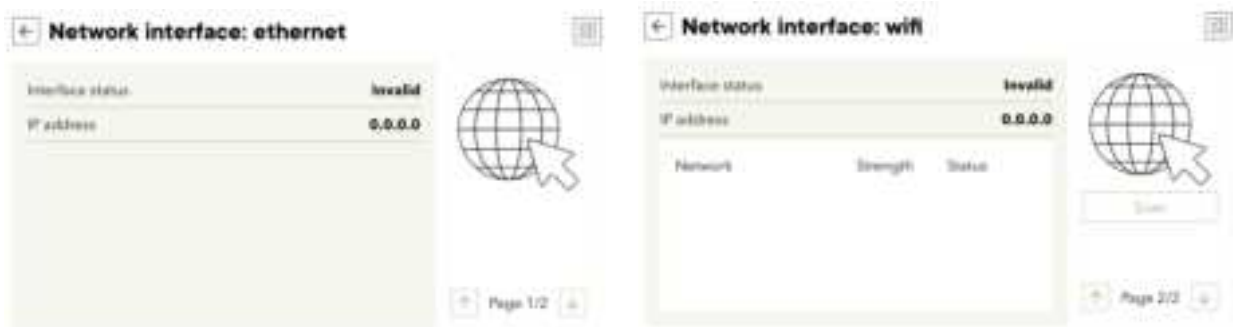 Network interface: ethernet
Interface status Invalid
IP address 0.0.0.0
Page 1/2
Network interface: wifi
Interface status Invalid
IP address 0.0.0.0
Network Strength Status
Scan
Page 2/2